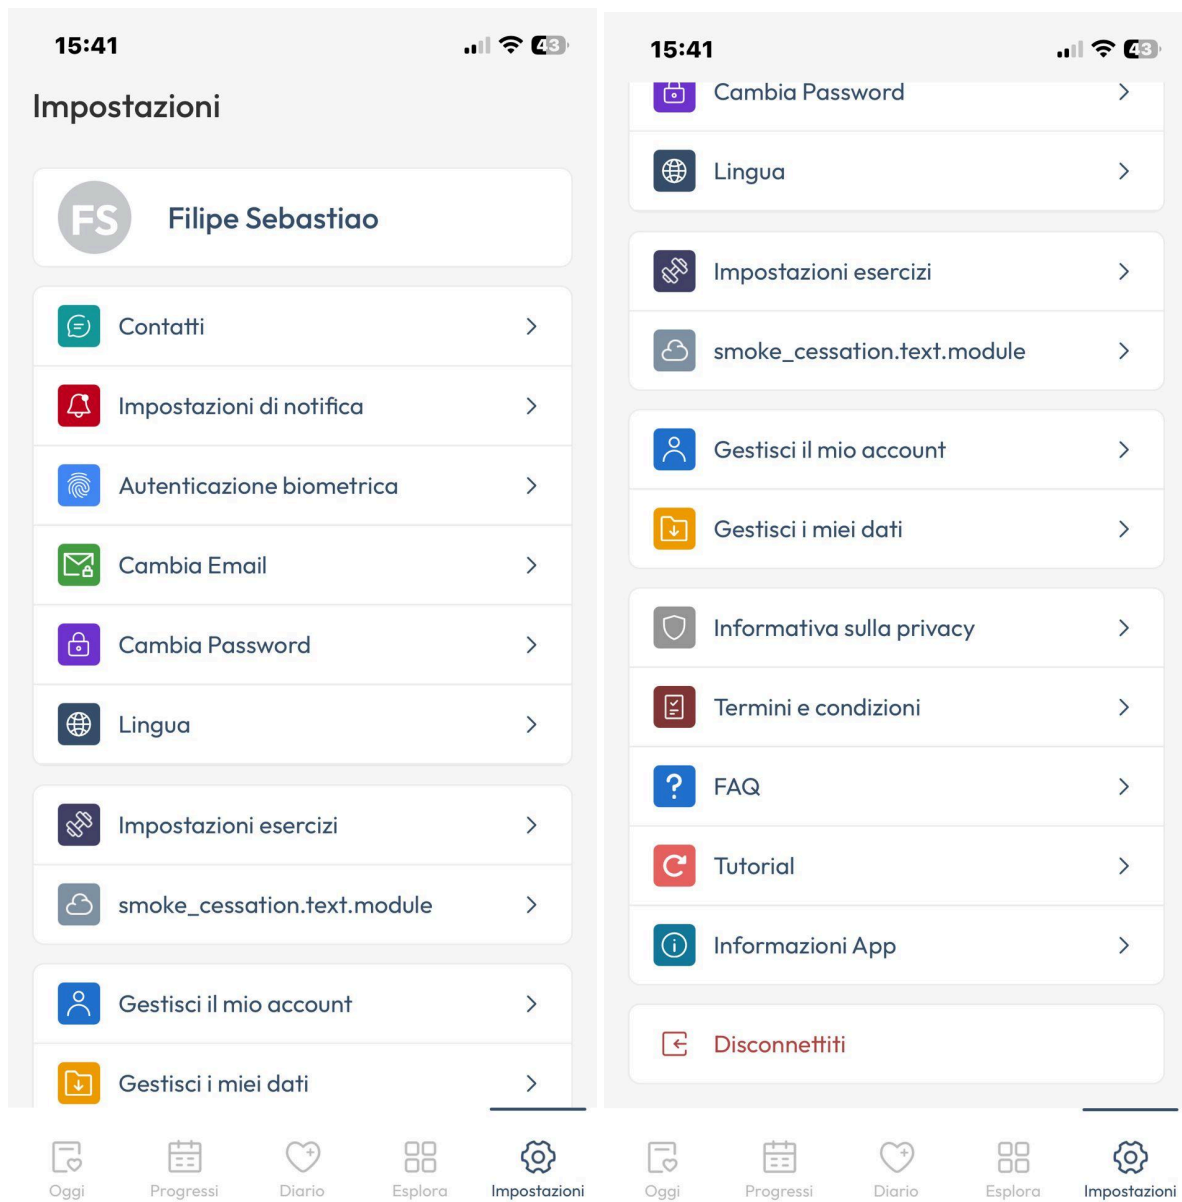 15:41
43
Impostazioni
FS
Filipe Sebastiao
Contatti
Impostazioni di notifica
Autenticazione biometrica
Cambia Email
Cambia Password
Lingua
Impostazioni esercizi
smoke_cessation.text.module
Gestisci il mio account
Gestisci i miei dati
Oggi
Progressi
Diario
Esplora
Impostazioni
15:41
43
Cambia Password
Lingua
Impostazioni esercizi
smoke_cessation.text.module
Gestisci il mio account
Gestisci i miei dati
Informativa sulla privacy
Termini e condizioni
FAQ
Tutorial
Informazioni App
Disconnettiti
Oggi
Progressi
Diario
Esplora
Impostazioni